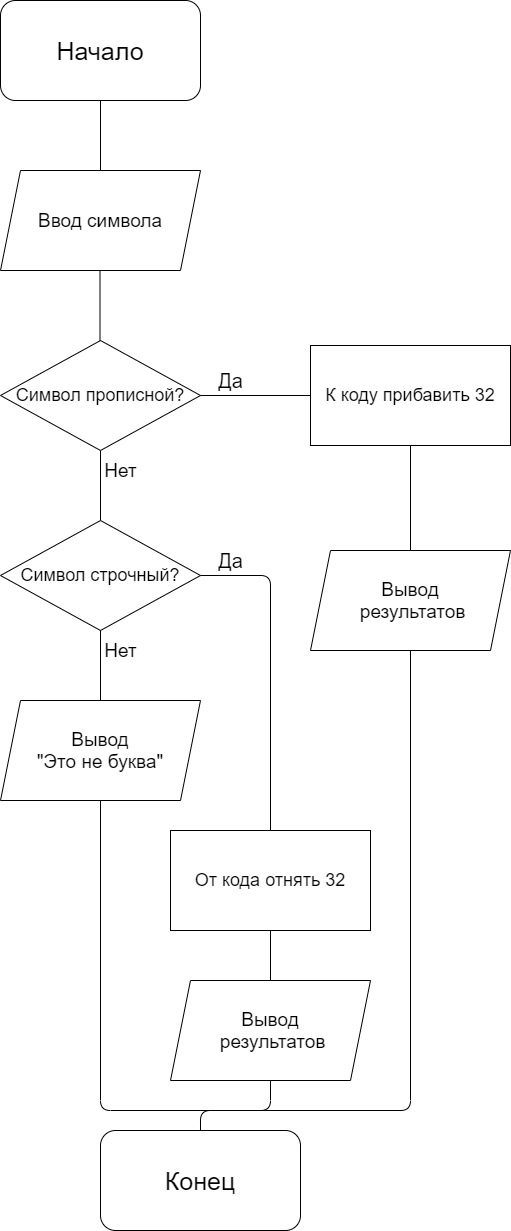 Начало
Ввод символа
Символ прописной?
Да
К коду прибавить 32
Нет
Символ строчный?
Да
Вывод
результатов
Нет
Вывод
"Это не буква"
От кода отнять 32
Вывод
результатов
Конец